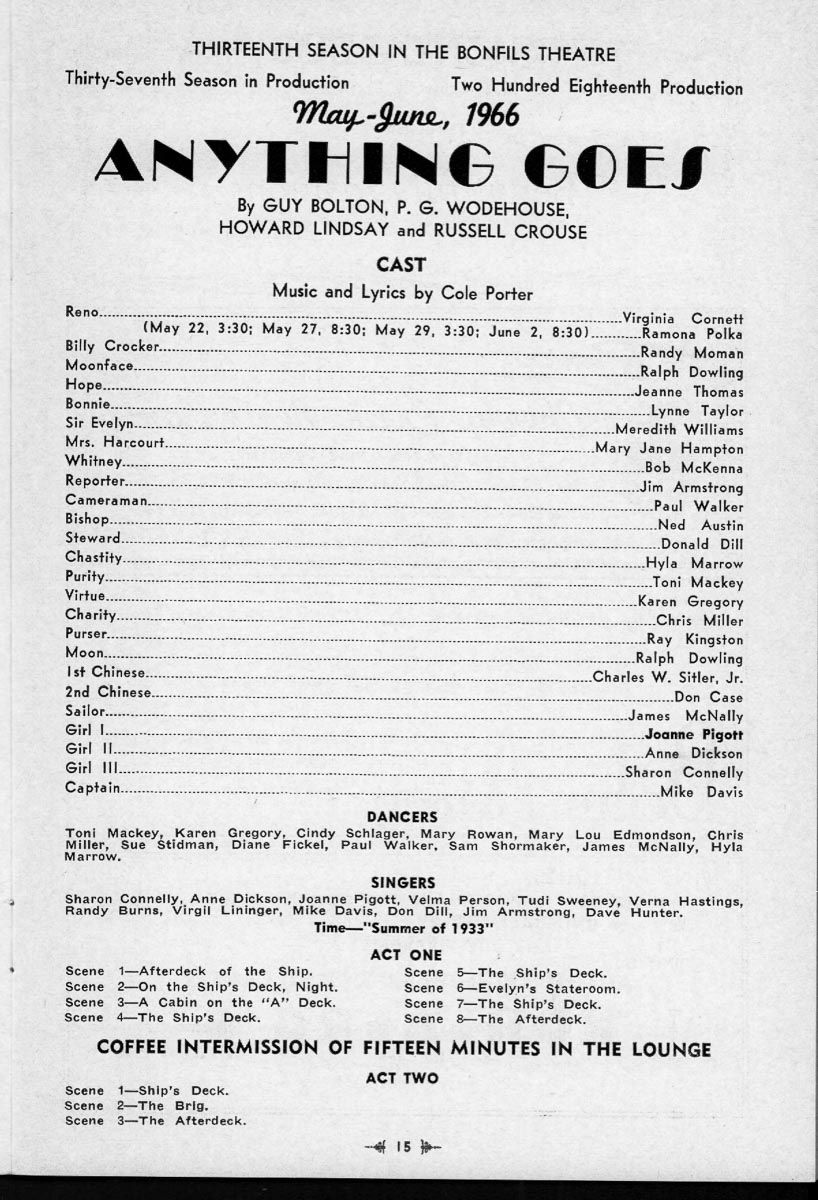 THIRTEENTH SEASON IN THE BONFILS THEATRE
Thirty-Seventh Season in Production Two Hundred Eighteenth Production
May-June, 1966
ANYTHING GOES
By GUY BOLTON, P. G. WODEHOUSE,
HOWARD LINDSAY and RUSSELL CROUSE
CAST
Music and Lyrics by Cole Porter
Reno Virginia Cornett
(May 22, 3:30; May 27, 8:30; May 29, 3:30; June 2, 8:30) Ramona Polka
Billy Crocker Randy Moman
Moonface Ralph Dowling
Hope Jeanne Thomas
Bonnie Lynne Taylor
Sir Evelyn Meredith Williams
Mrs. Harcourt Mary Jane Hampton
Whitney Bob McKenna
Reporter Jim Armstrong
Cameraman Paul Walker
Bishop Ned Austin
Steward Donald Dill
Chastity Hyla Marrow
Purity Toni Mackey
Virtue Karen Gregory
Charity Chris Miller
Purser Ray Kingston
Moon Ralph Dowling
1st Chinese Charles W. Sitler, Jr.
2nd Chinese Don Case
Sailor James McNally
Girl I Joanne Pigott
Girl II Anne Dickson
Girl III Sharon Connelly
Captain Mike Davis
DANCERS
Toni Mackey, Karen Gregory, Cindy Schlager, Mary Rowan, Mary Lou Edmondson, Chris
Miller, Sue Stidman, Diane Fickel, Paul Walker, Sam Shormaker, James McNally, Hyla
Marrow.
SINGERS
Sharon Connelly, Anne Dickson, Joanne Pigott, Velma Person, Tudi Sweeney, Verna Hastings,
Randy Burns, Virgil Lininger, Mike Davis, Don Dill, Jim Armstrong, Dave Hunter.
Time—"Summer of 1933"
ACT ONE
Scene 1—Afterdeck of the Ship.
Scene 2—On the Ship's Deck, Night.
Scene 3—A Cabin on the "A" Deck.
Scene 4—The Ship's Deck.
Scene 5—The Ship's Deck.
Scene 6—Evelyn's Stateroom.
Scene 7—The Ship's Deck.
Scene 8—The Afterdeck.
COFFEE INTERMISSION OF FIFTEEN MINUTES IN THE LOUNGE
ACT TWO
Scene 1—Ship's Deck.
Scene 2—The Brig.
Scene 3—The Afterdeck.
15